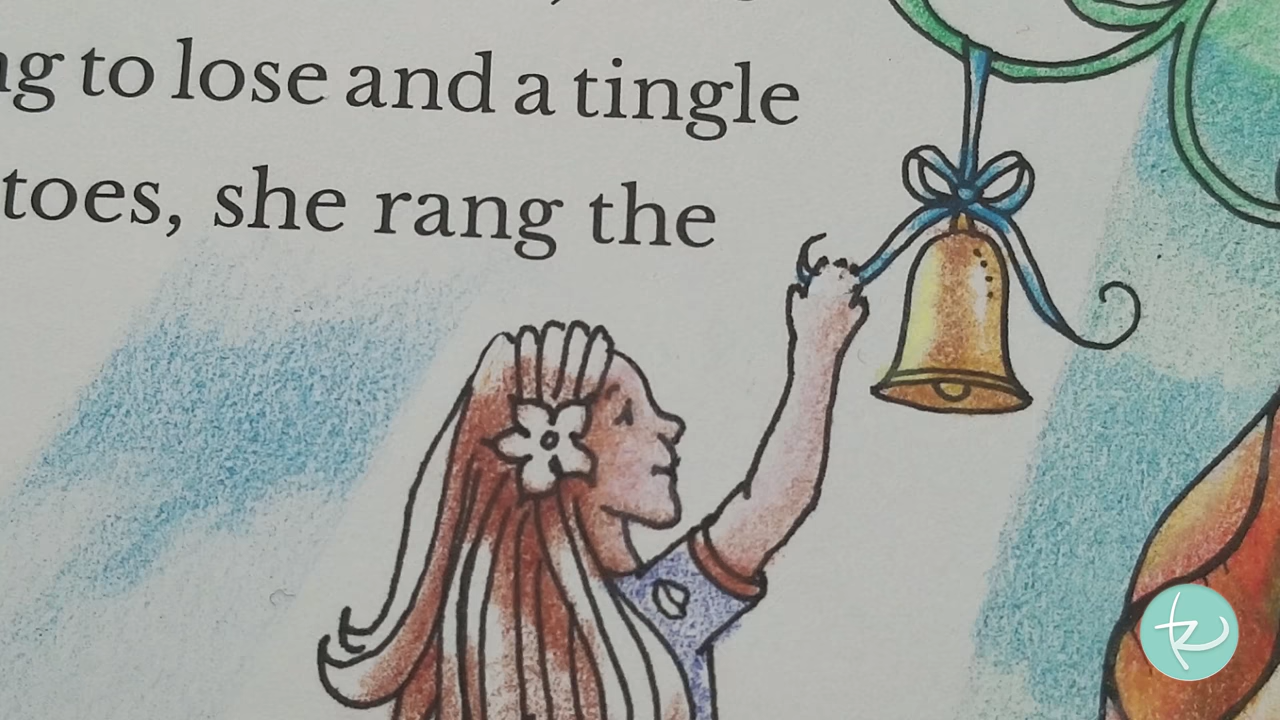 ng to lose and a tingle
toes, she rang the